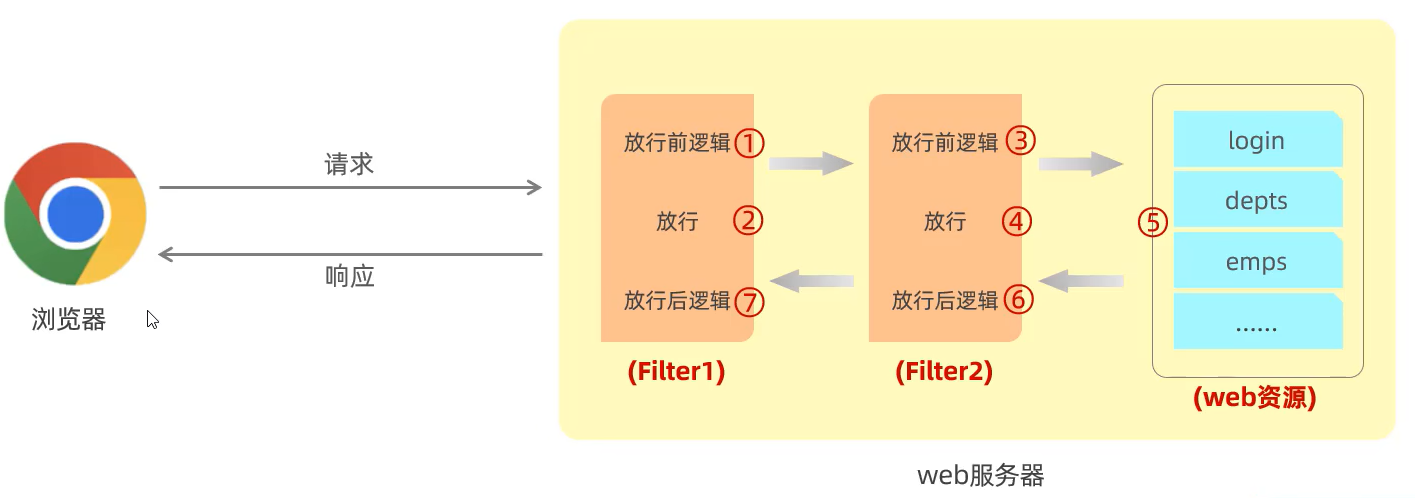 请求
响应
浏览器
放行前逻辑 ①
放行 ②
放行后逻辑 ⑦
(Filter1)
放行前逻辑 ③
放行 ④
放行后逻辑 ⑥
(Filter2)
⑤
login
depts
emps
......
(web资源)
web服务器